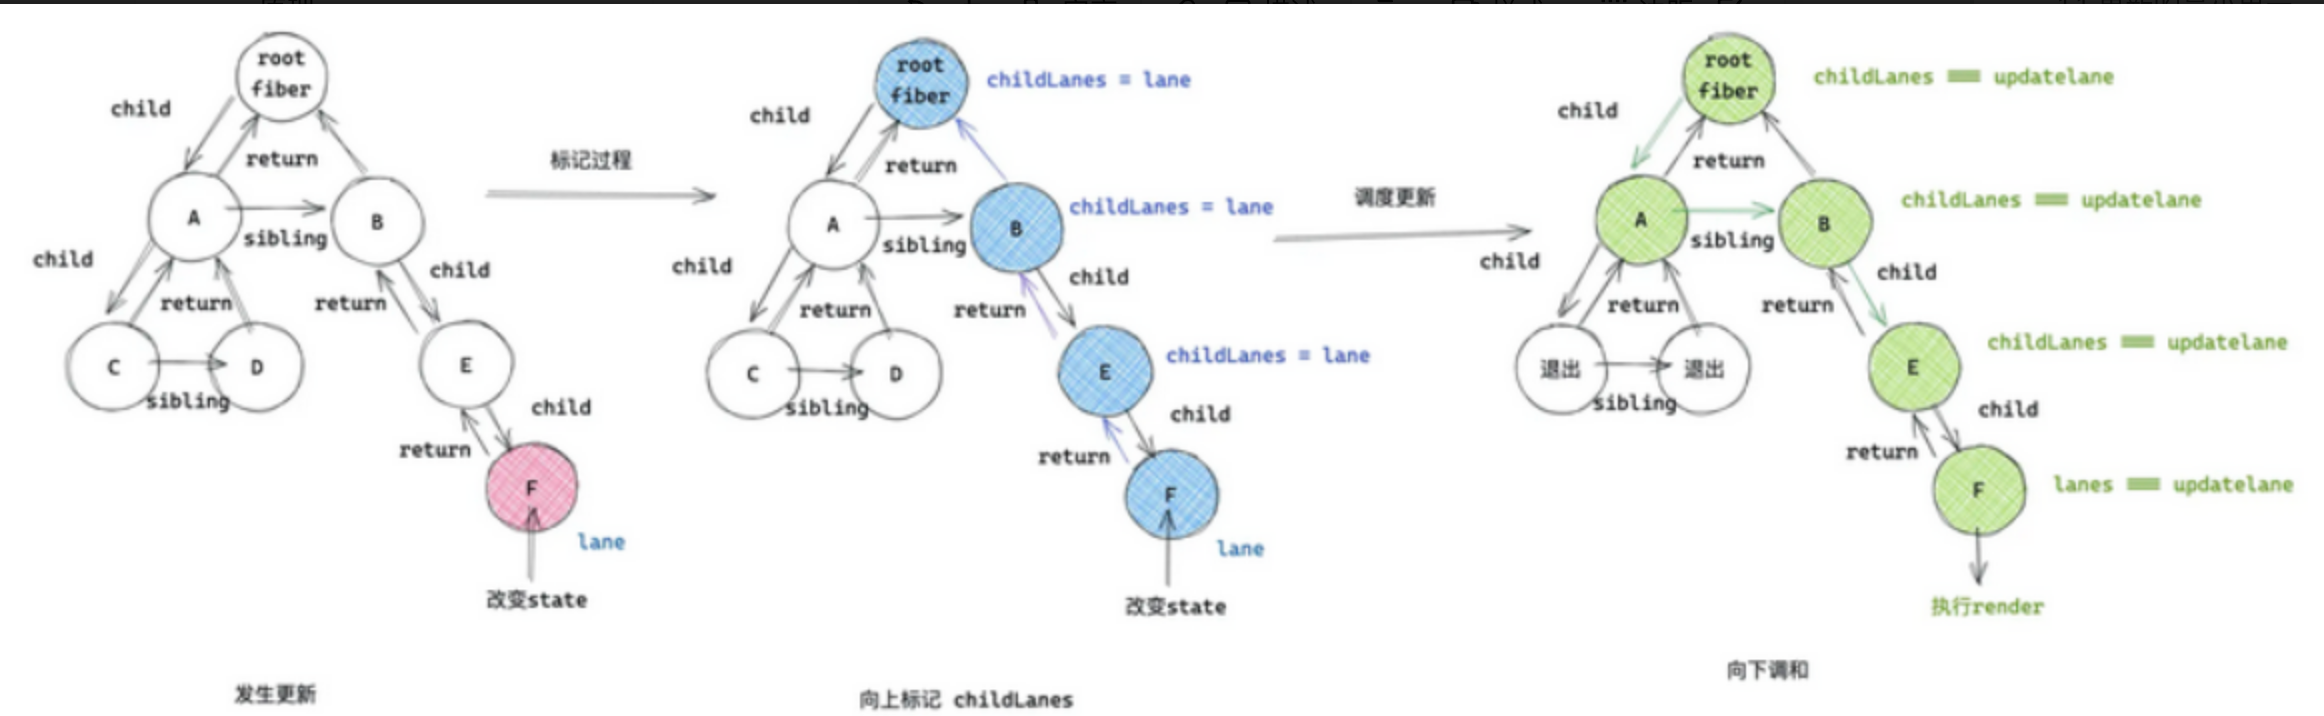 root
fiber
child
return
A
B
sibling
child
child
return
return
C
D
E
sibling
child
return
F
lane
改变state
发生更新
标记过程
root
fiber
childLanes = lane
child
return
A
B
childLanes = lane
sibling
child
child
return
return
C
D
E
childLanes = lane
sibling
child
return
F
lane
改变state
向上标记 childLanes
调度更新
root
fiber
childLanes === updatelane
child
return
A
B
childLanes === updatelane
sibling
child
child
return
return
退出
退出
E
childLanes === updatelane
sibling
child
return
F
lanes === updatelane
执行render
向下调和